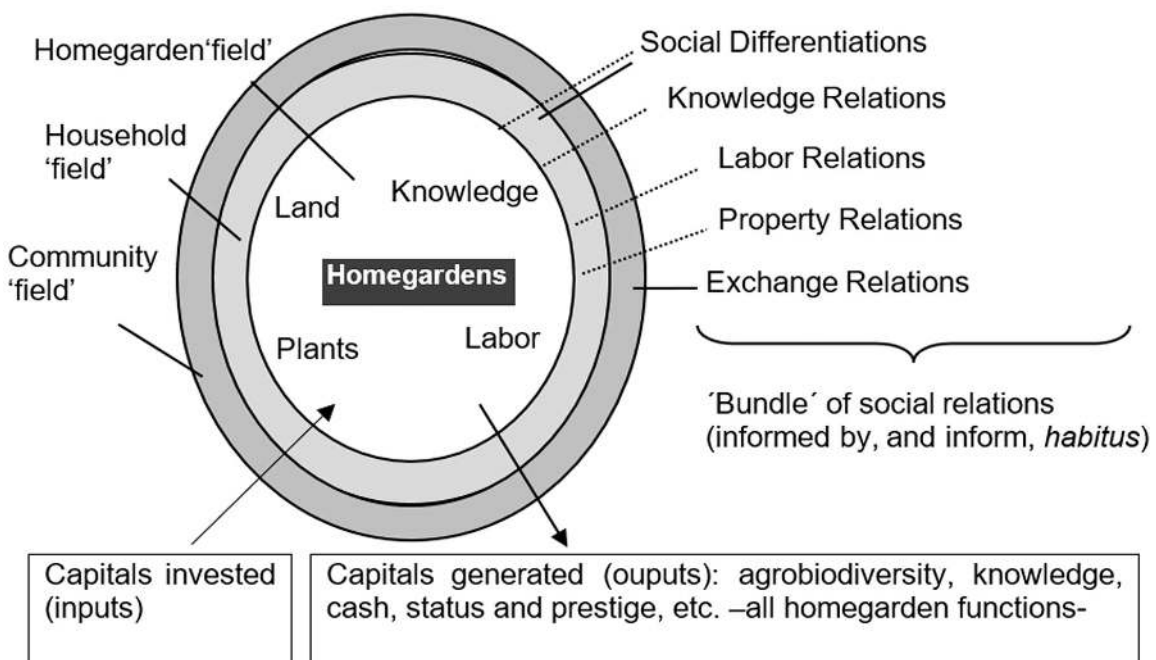 Homegarden‘field’
Household
‘field’
Community
‘field’
Social Differentiations
Knowledge Relations
Labor Relations
Property Relations
Exchange Relations
Land
Knowledge
Homegardens
Plants
Labor
´Bundle´ of social relations
(informed by, and inform, habitus)
Capitals invested
(inputs)
Capitals generated (ouputs): agrobiodiversity, knowledge,
cash, status and prestige, etc. –all homegarden functions-